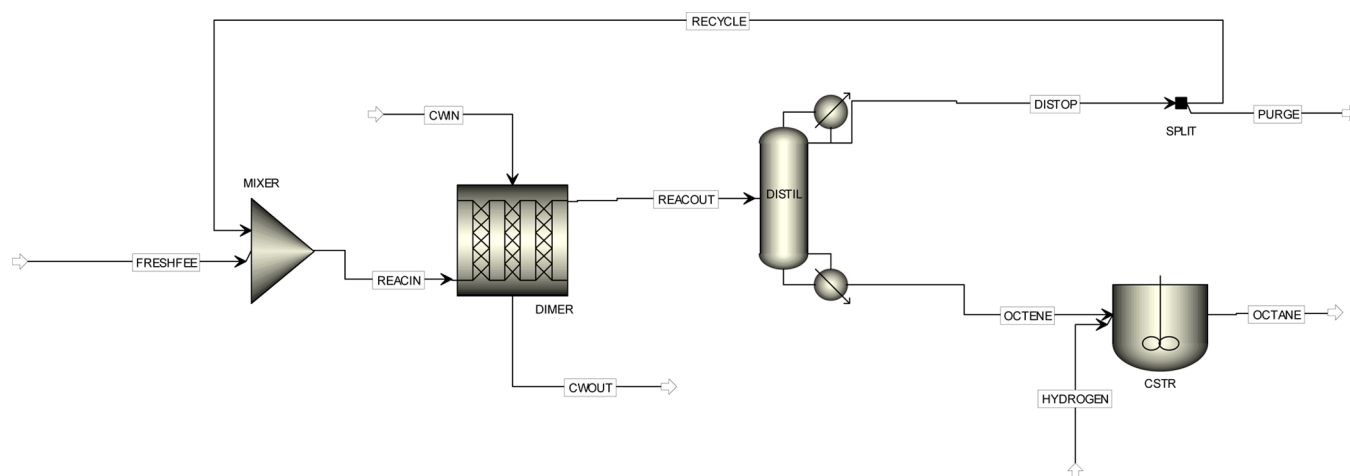 RECYCLE
CWIN
DISTOP
PURGE
SPLIT
MIXER
REACOUT
DISTIL
FRESHFEE
REACIN
DIMER
OCTENE
OCTANE
CWOUT
CSTR
HYDROGEN